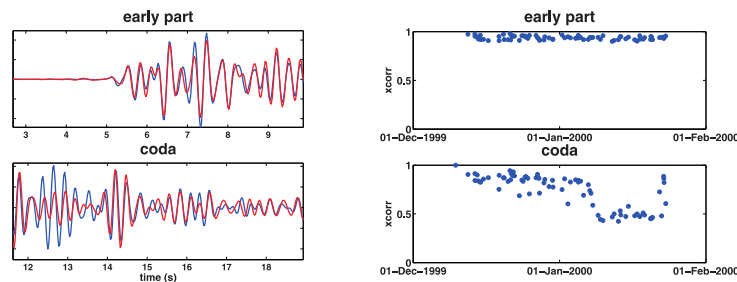 early part
3 4 5 6 7 8 9
coda
12 13 14 15 16 17 18
time (s)
early part
1
0.5
0
xcorr
01-Dec-1999 01-Jan-2000 01-Feb-2000
coda
1
0.5
0
xcorr
01-Dec-1999 01-Jan-2000 01-Feb-2000